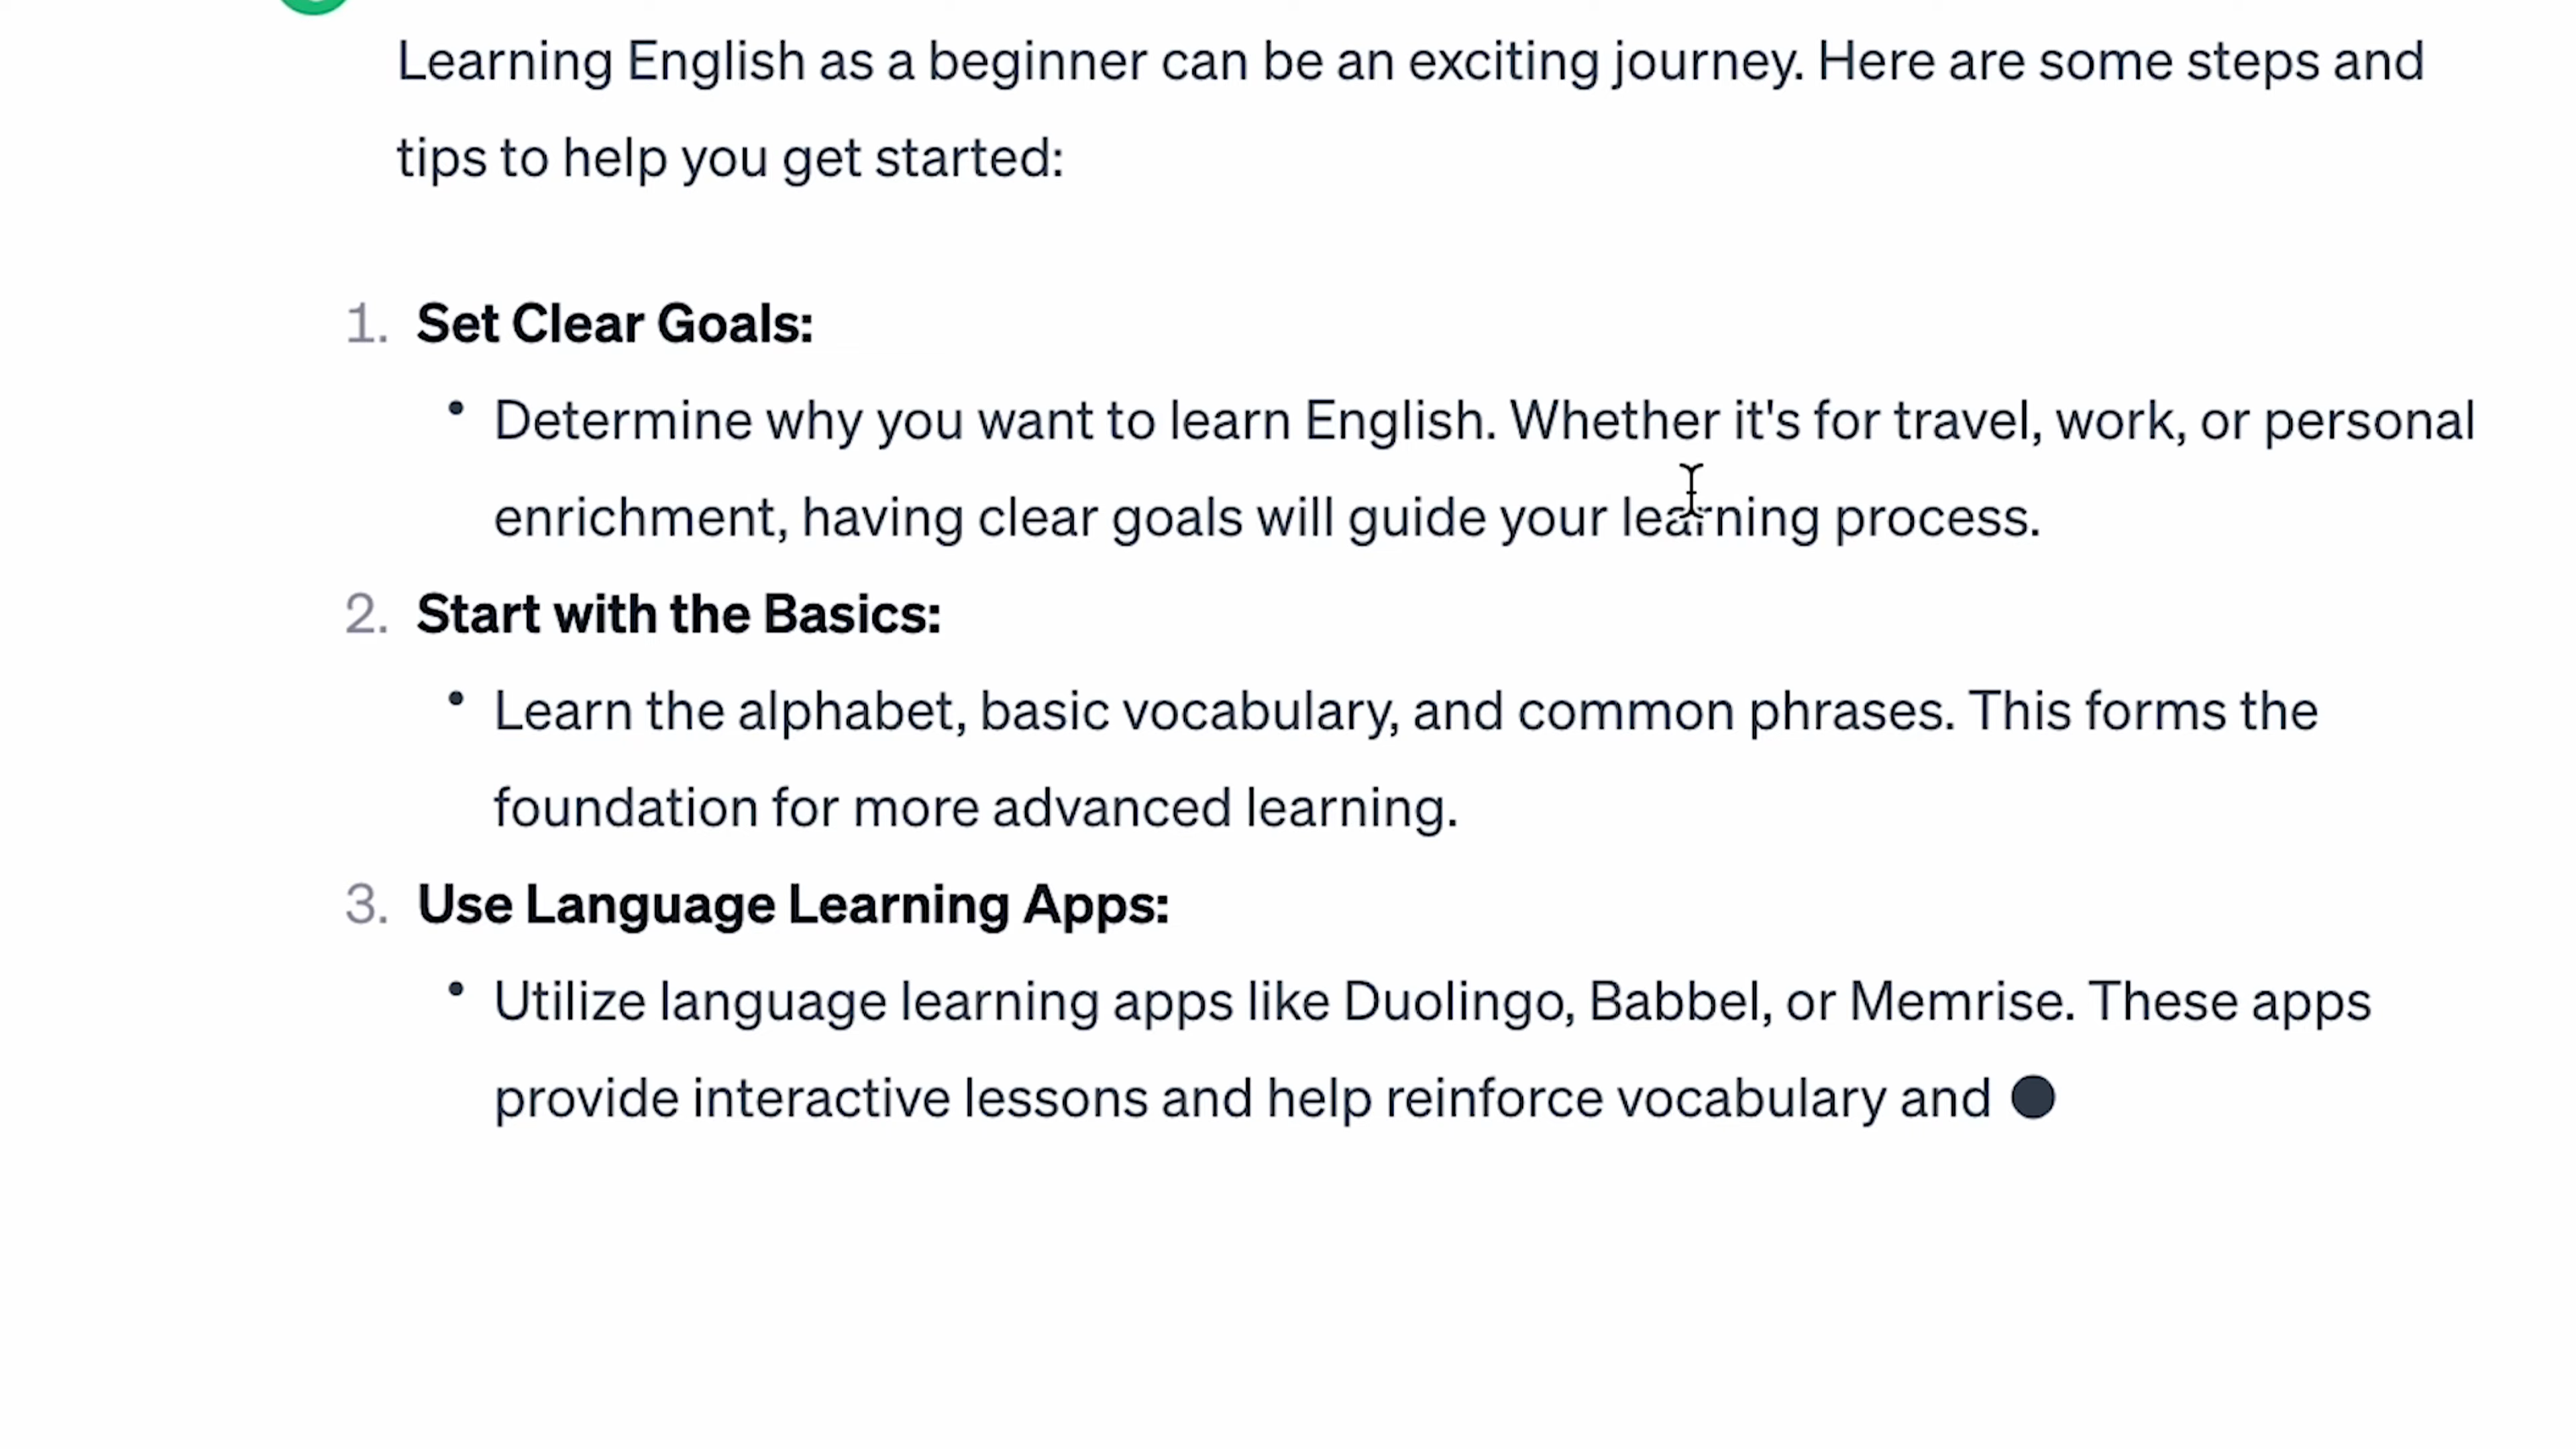 Learning English as a beginner can be an exciting journey. Here are some steps and
tips to help you get started:
1. Set Clear Goals:
• Determine why you want to learn English. Whether it's for travel, work, or personal
enrichment, having clear goals will guide your learning process.
2. Start with the Basics:
• Learn the alphabet, basic vocabulary, and common phrases. This forms the
foundation for more advanced learning.
3. Use Language Learning Apps:
• Utilize language learning apps like Duolingo, Babbel, or Memrise. These apps
provide interactive lessons and help reinforce vocabulary and